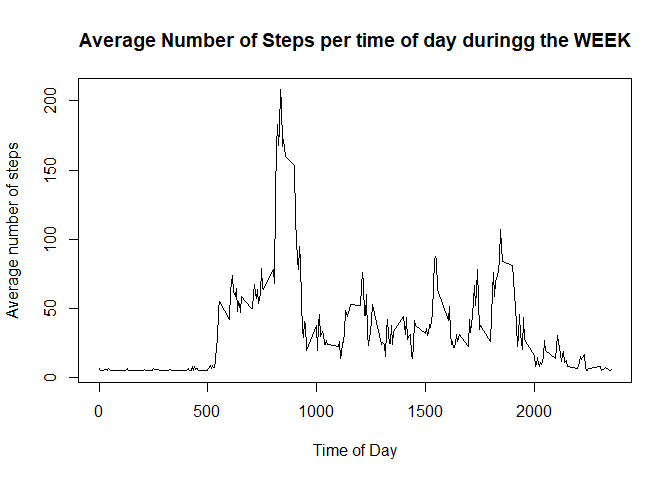 Average Number of Steps per time of day duringg the WEEK
Average number of steps
200
150
100
50
0
0 500 1000 1500 2000
Time of Day